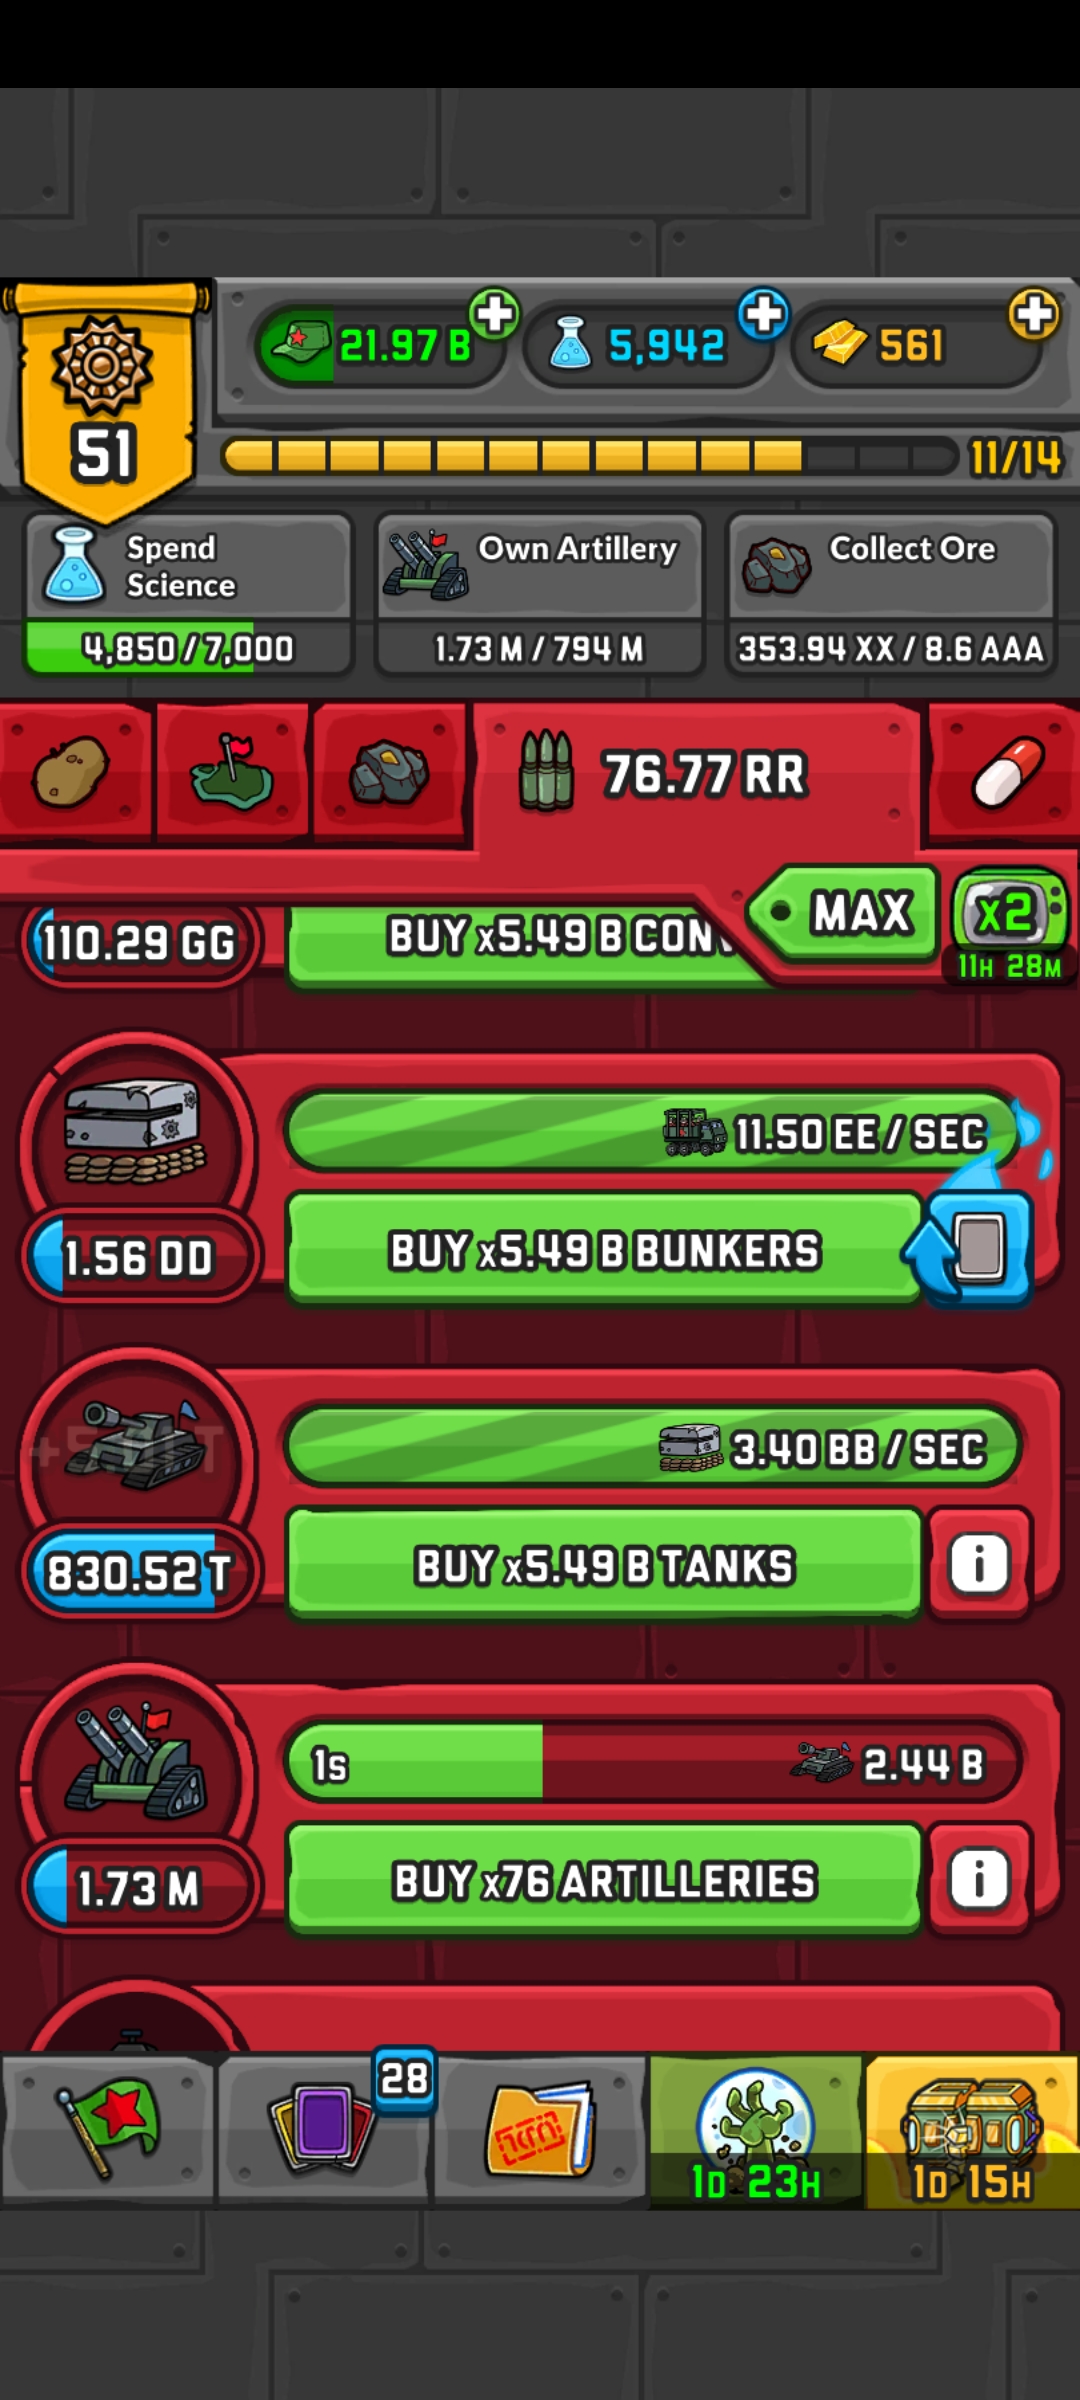 21.97 B
5,942
561
51
11/14
Spend
Science
Own Artillery
Collect Ore
4,850/7,000
1.73 M / 794 M
353.94 XX / 8.6 AAA
76.77 RR
MAX
x2
11H 28M
110.29 GG
BUY x5.49 B
11.50 EE / SEC
1.56 DD
BUY x5.49 B BUNKERS
3.40 BB / SEC
830.52 T
BUY x5.49 B TANKS
i
1s
2.44 B
1.73 M
BUY x76 ARTILLERIES
i
28
1D 23H
1D 15H